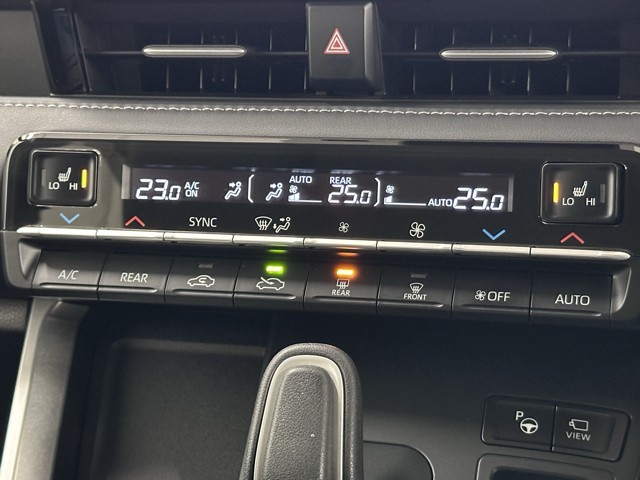 LO HI
23.0 A/C ON
AUTO REAR 25.0
AUTO 25.0
LO HI
SYNC
A/C
REAR
REAR
FRONT
OFF
AUTO
P
VIEW